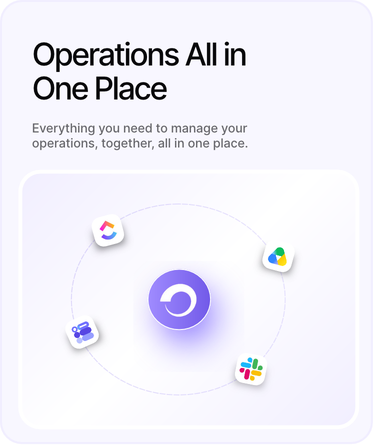 Operations All in
One Place
Everything you need to manage your
operations, together, all in one place.